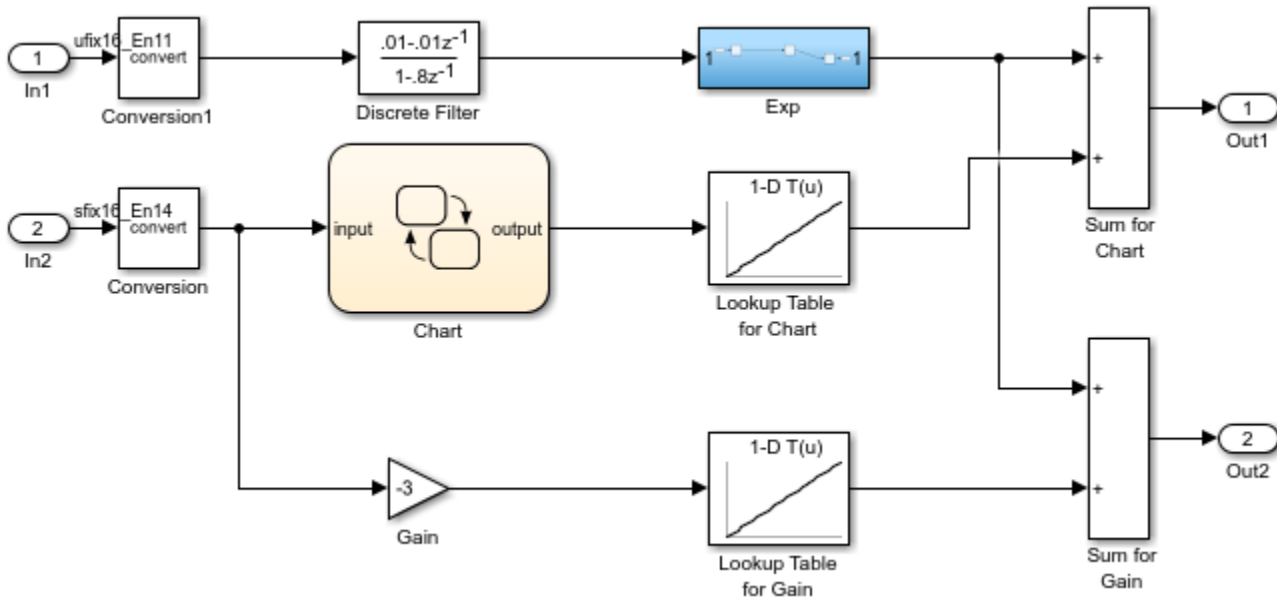 1
In1
ufix16_En11
convert
Conversion1
.01-.01z⁻¹
1-.8z⁻¹
Discrete Filter
1
1
Exp
+
+
Sum for
Chart
1
Out1
2
In2
sfix16_En14
convert
Conversion
input
output
Chart
1-D T(u)
Lookup Table
for Chart
-3
Gain
1-D T(u)
Lookup Table
for Gain
+
+
Sum for
Gain
2
Out2